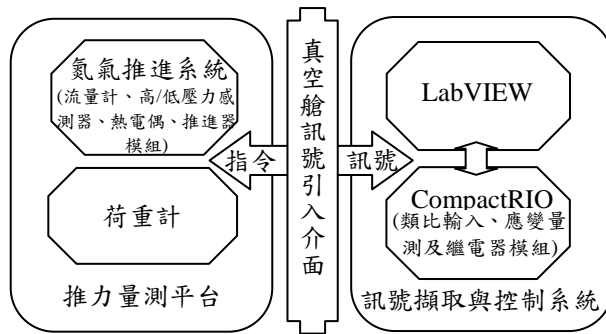 氮氣推進系統
(流量計、高/低壓力感
測器、熱電偶、推進器
模組)
指令
荷重計
推力量測平台
真空艙訊號引入介面
訊號
LabVIEW
CompactRIO
(類比輸入、應變量
測及繼電器模組)
訊號擷取與控制系統